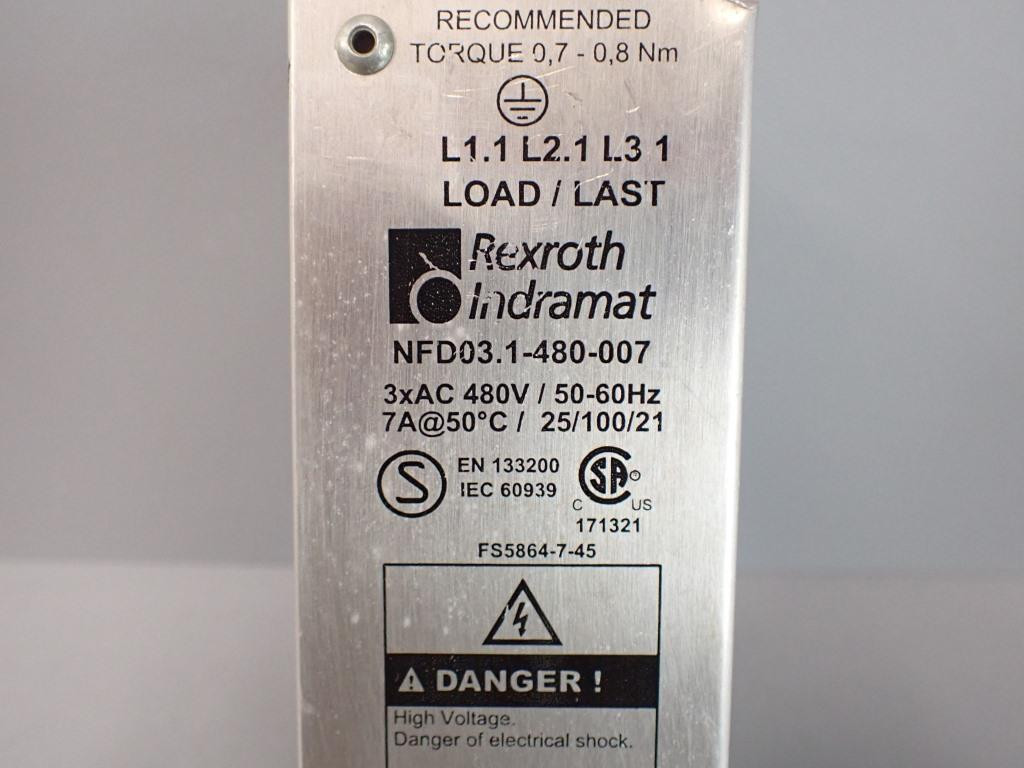 RECOMMENDED
TORQUE 0,7 - 0,8 Nm
L1.1 L2.1 L3 1
LOAD / LAST
Rexroth
Indramat
NFD03.1-480-007
3xAC 480V / 50-60Hz
7A@50°C / 25/100/21
S
EN 133200
IEC 60939
SA
C US
171321
FS5864-7-45
DANGER !
High Voltage.
Danger of electrical shock.